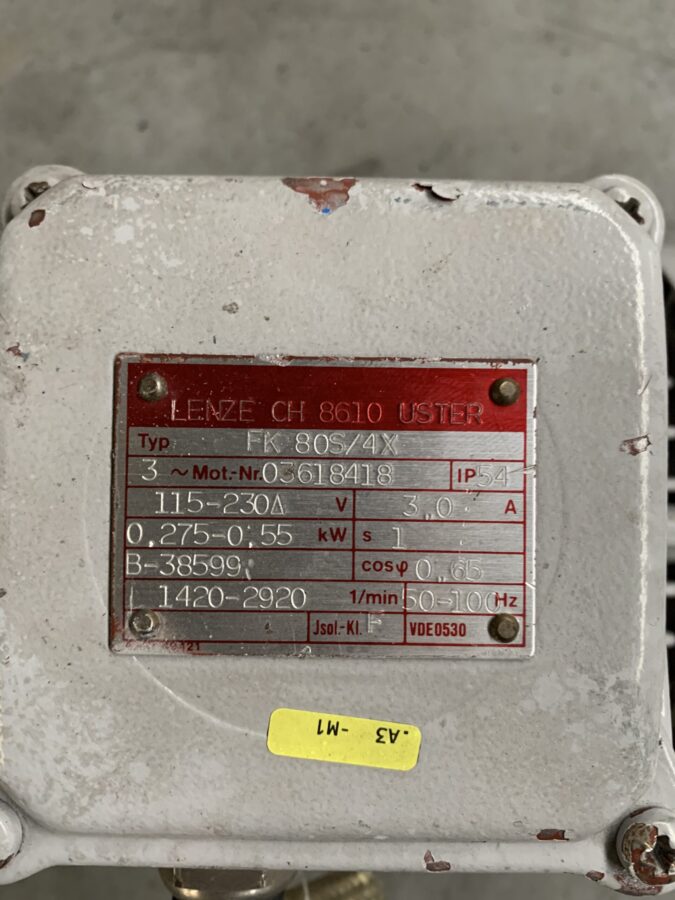 LENZE CH 8610 USTER
Typ FK 80S/4X
3 ~ Mot.-Nr. 03618418 IP 54
115-230Δ V 3,0 A
0,275-0,55 kW s 1
B-38599 cosφ 0,65
1420-2920 1/min 50-100 Hz
Jsol.-Kl. F VDE0530
.A3 -M1